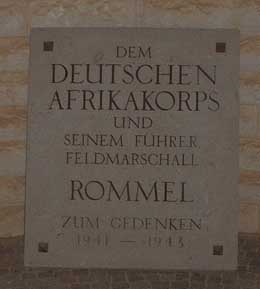 DEM
DEUTSCHEN
AFRIKAKORPS
UND
SEINEM FÜHRER
FELDMARSCHALL
ROMMEL
ZUM GEDENKEN
1941 — 1943